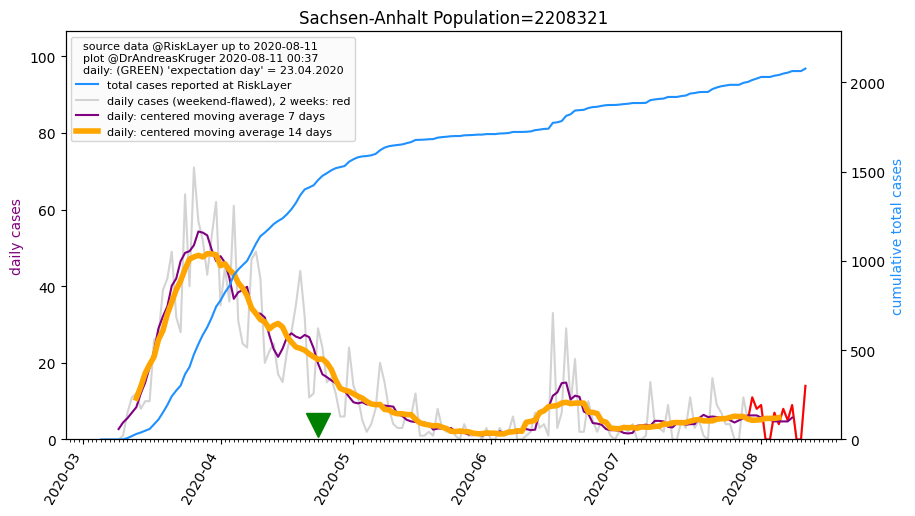 Sachsen-Anhalt Population=2208321
source data @RiskLayer up to 2020-08-11
plot @DrAndreasKruger 2020-08-11 00:37
daily: (GREEN) 'expectation day' = 23.04.2020
total cases reported at RiskLayer
daily cases (weekend-flawed), 2 weeks: red
daily: centered moving average 7 days
daily: centered moving average 14 days
daily cases
100
80
60
40
20
0
cumulative total cases
2000
1500
1000
500
0
2020-03
2020-04
2020-05
2020-06
2020-07
2020-08